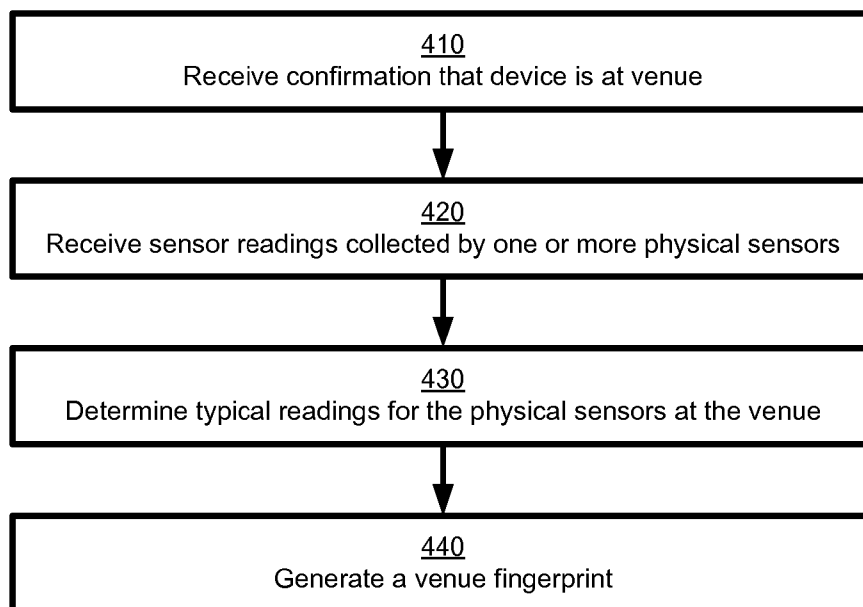 410
Receive confirmation that device is at venue
420
Receive sensor readings collected by one or more physical sensors
430
Determine typical readings for the physical sensors at the venue
440
Generate a venue fingerprint